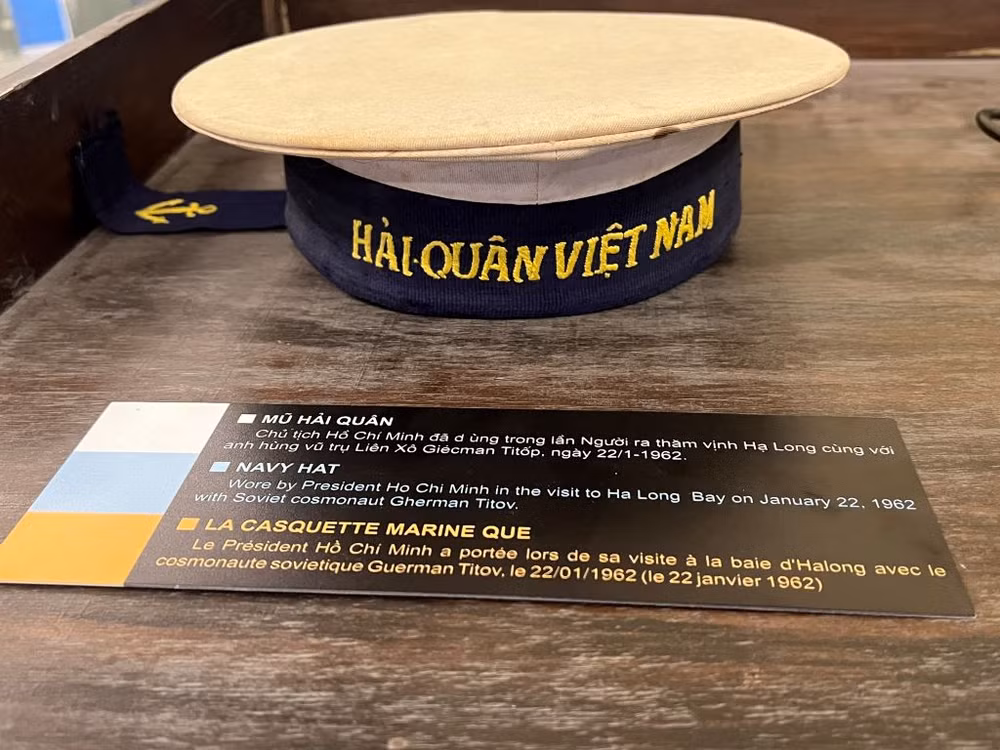 HẢI QUÂN VIỆT NAM
MŨ HẢI QUÂN
Chủ tịch Hồ Chí Minh đã d ùng trong lần Người ra thăm vịnh Hạ Long cùng với
anh hùng vũ trụ Liên Xô Giécman Titốp, ngày 22/1-1962.
NAVY HAT
Wore by President Ho Chi Minh in the visit to Ha Long Bay on January 22, 1962
with Soviet cosmonaut Gherman Titov.
LA CASQUETTE MARINE QUE
Le Président Hồ Chí Minh a portée lors de sa visite à la baie d'Halong avec le
cosmonaute sovietique Guerman Titov, le 22/01/1962 (le 22 janvier 1962)